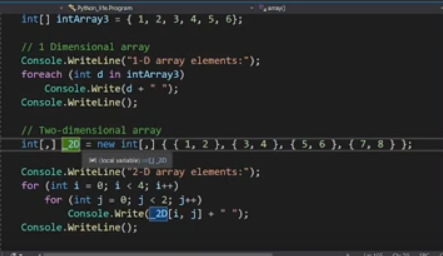 Python_life.Program
array()
int[] intArray3 = { 1, 2, 3, 4, 5, 6};
// 1 Dimensional array
Console.WriteLine("1-D array elements:");
foreach (int d in intArray3)
Console.Write(d + " ");
Console.WriteLine();
// Two-dimensional array
int[,] _2D = new int[,] { { 1, 2 }, { 3, 4 }, { 5, 6 }, { 7, 8 } };
(local variable) int[,] _2D
Console.WriteLine("2-D array elements:");
for (int i = 0; i < 4; i++)
for (int j = 0; j < 2; j++)
Console.Write(_2D[i, j] + " ");
Console.WriteLine();